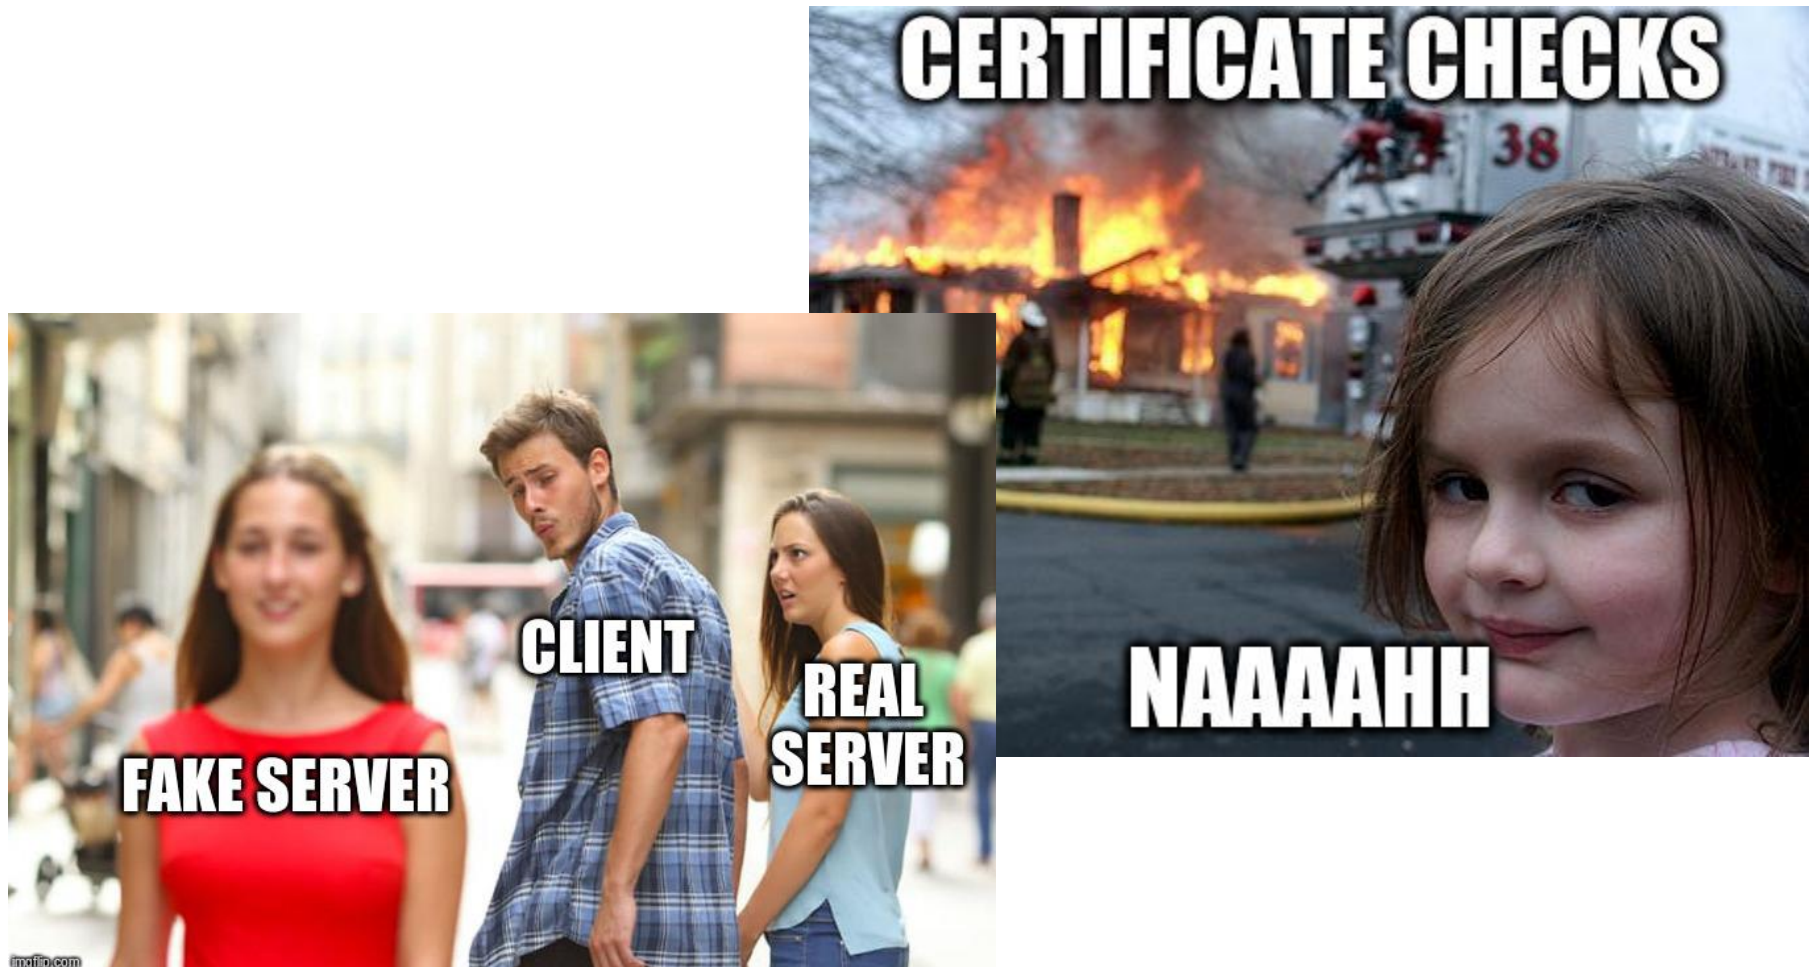 CERTIFICATE CHECKS
38
NAAAAHH
CLIENT
REAL
SERVER
FAKE SERVER
imgflip.com